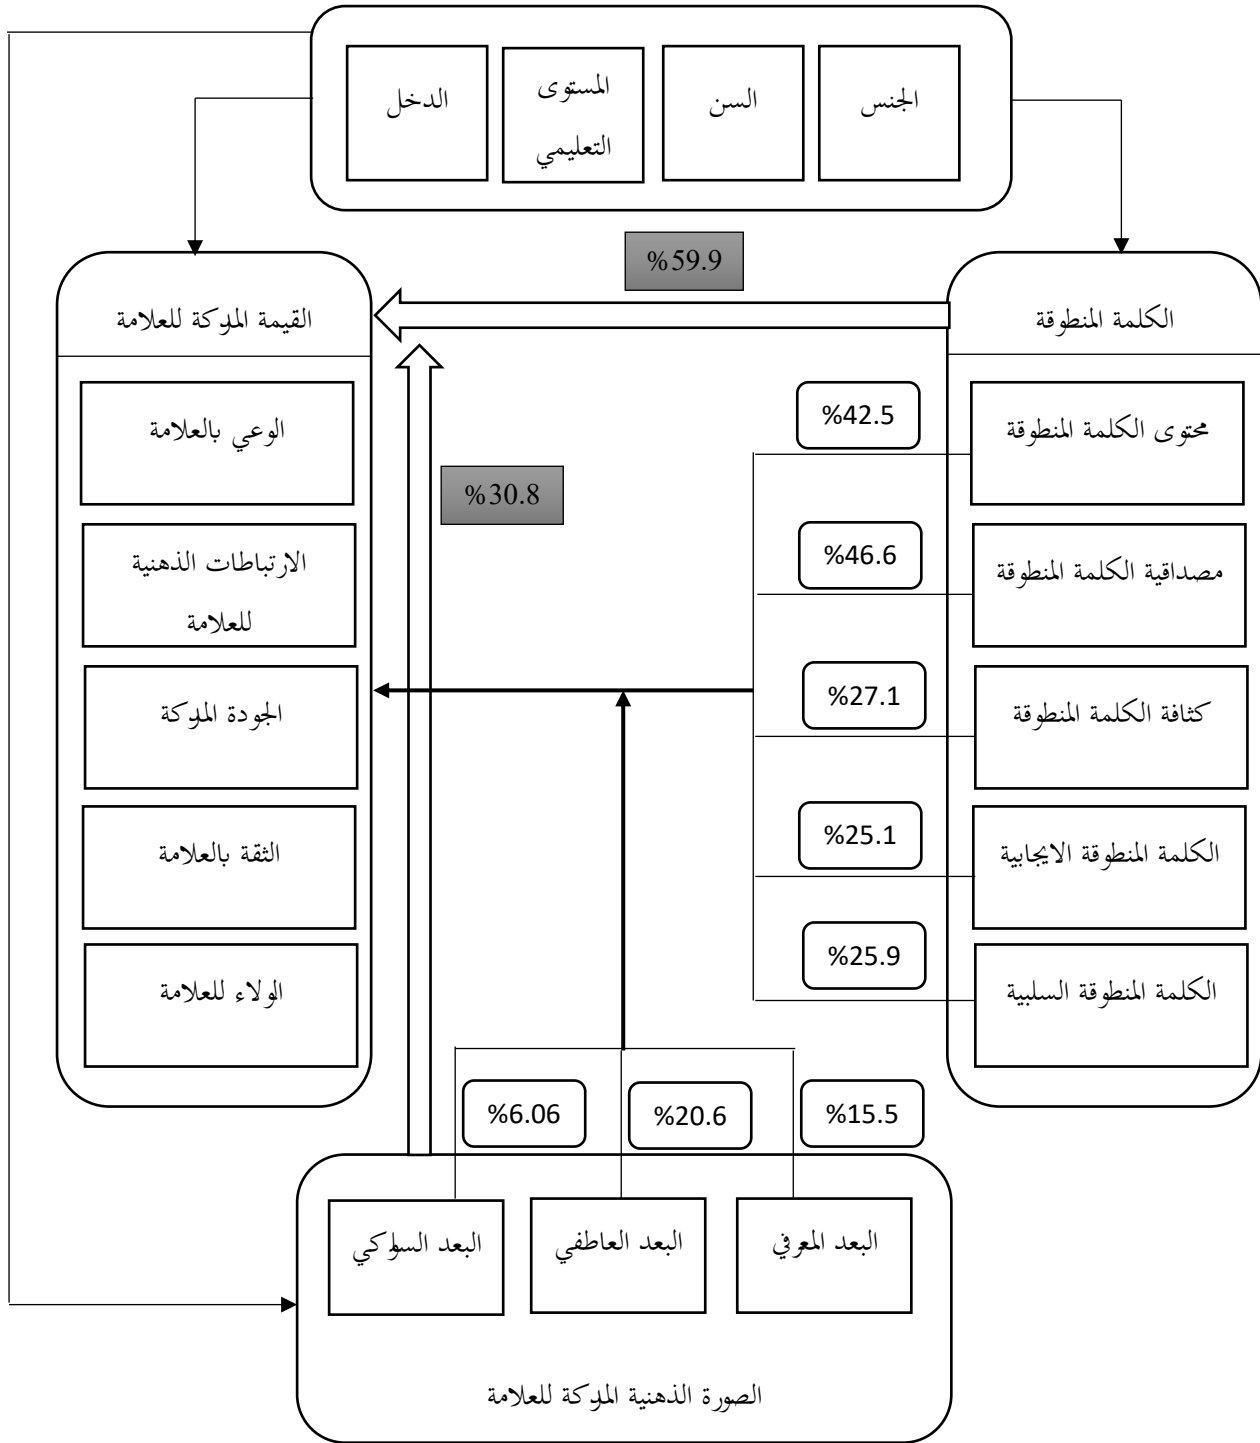 الجنس
السن
المستوى
التعليمي
الدخل
%59.9
الكلمة المنطوقة
القيمة المدركة للعلامة
%42.5
محتوى الكلمة المنطوقة
الوعي بالعلامة
%30.8
%46.6
مصداقية الكلمة المنطوقة
الارتباطات الذهنية
للعلامة
%27.1
كثافة الكلمة المنطوقة
الجودة المدركة
%25.1
الكلمة المنطوقة الايجابية
الثقة بالعلامة
%25.9
الكلمة المنطوقة السلبية
الولاء للعلامة
%15.5
%20.6
%6.06
البعد المعرفي
البعد العاطفي
البعد السلوكي
الصورة الذهنية المدركة للعلامة